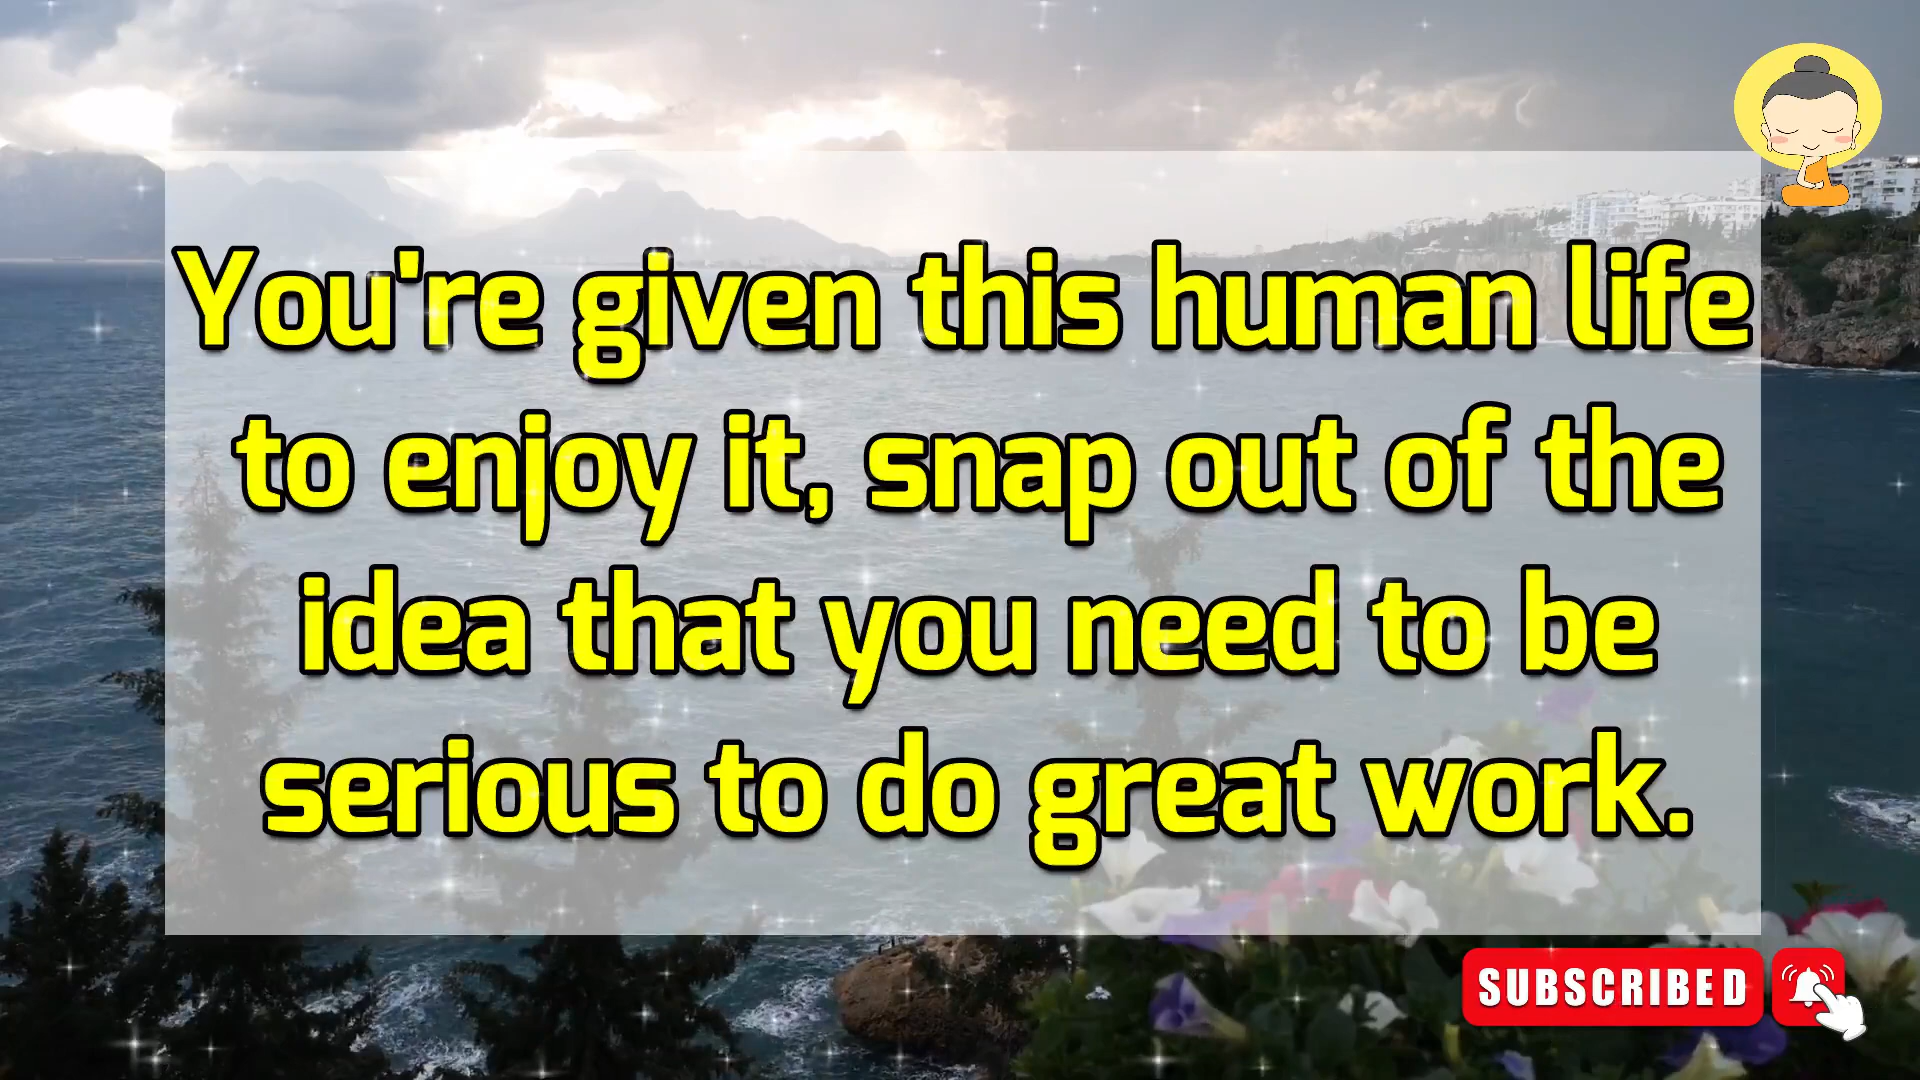 You're given this human life
to enjoy it, snap out of the
idea that you need to be
serious to do great work.
SUBSCRIBED